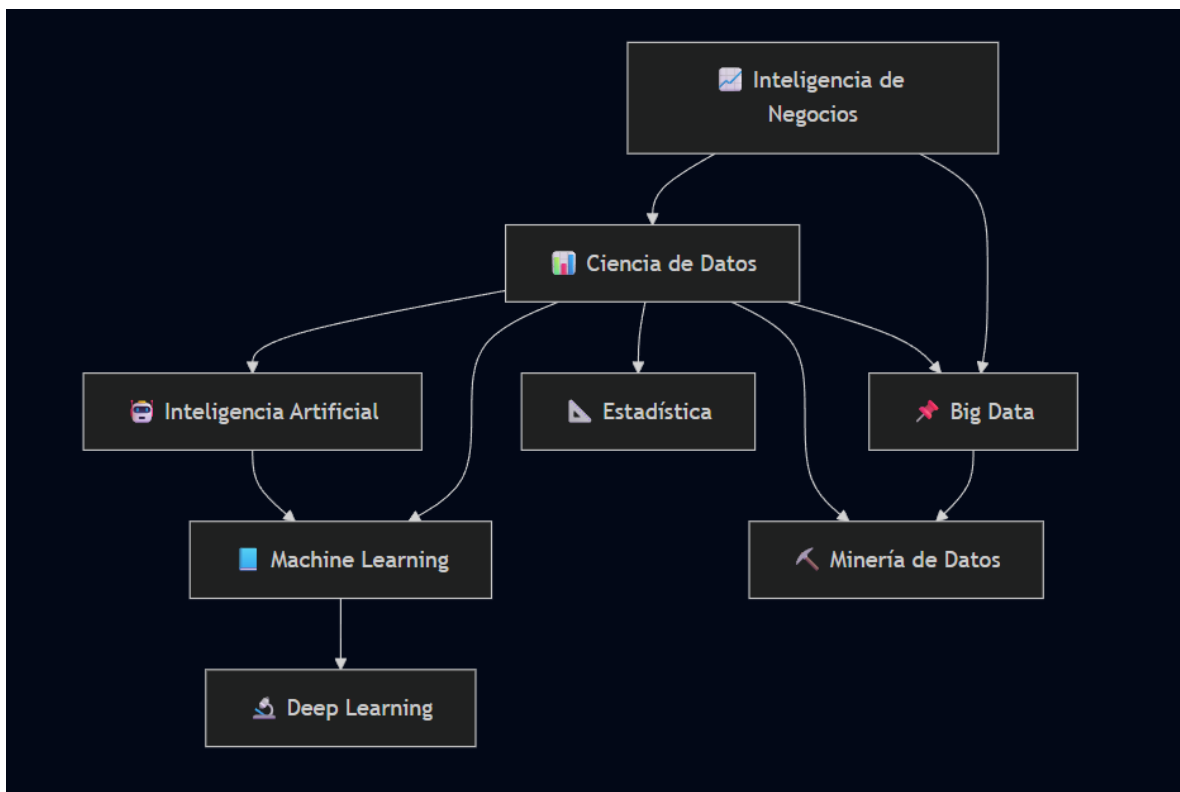 Inteligencia de
Negocios
Ciencia de Datos
Inteligencia Artificial
Estadística
Big Data
Machine Learning
Minería de Datos
Deep Learning